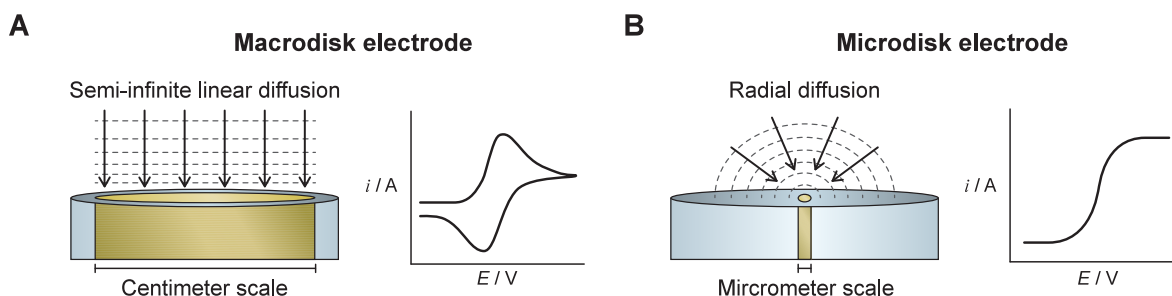 A
Macrodisk electrode
Semi-infinite linear diffusion
i / A
E / V
Centimeter scale
B
Microdisk electrode
Radial diffusion
i / A
E / V
Mircrometer scale